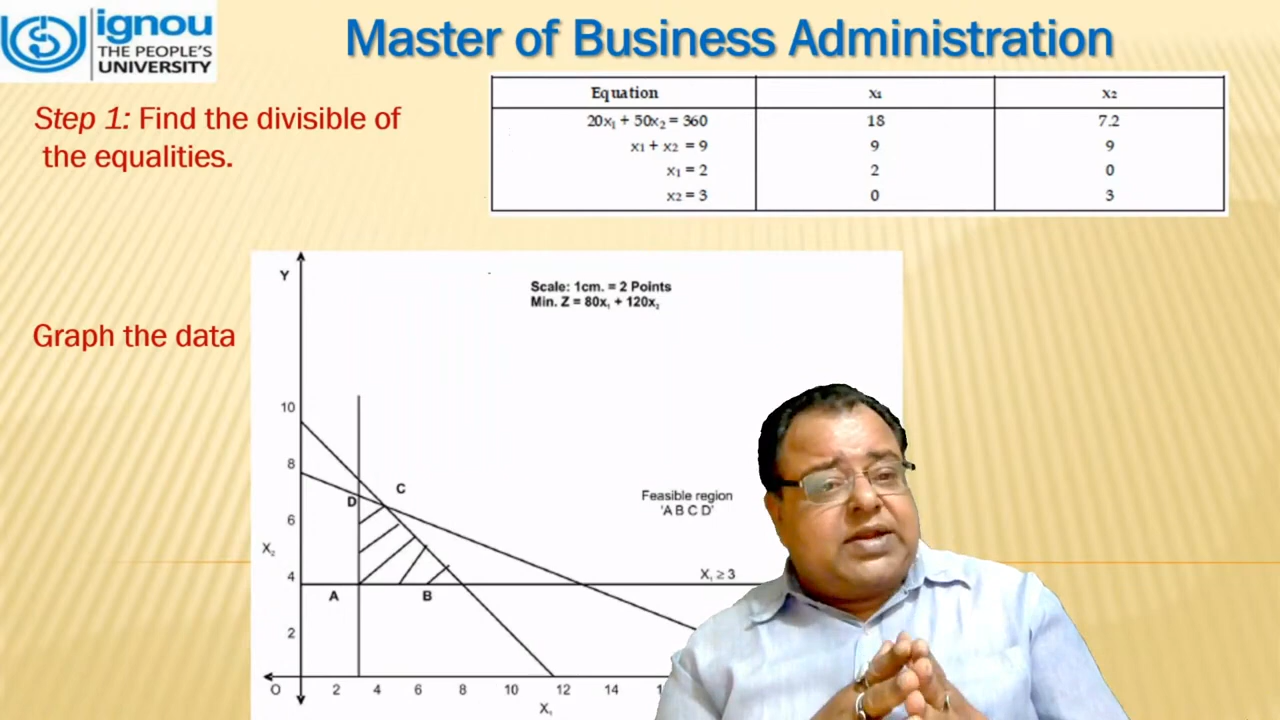 ignou
THE PEOPLE'S
UNIVERSITY
Master of Business Administration
Step 1: Find the divisible of
the equalities.
Equation x₁ x₂
20x₁ + 50x₂ = 360 18 7.2
x₁ + x₂ = 9 9 9
x₁ = 2 2 0
x₂ = 3 0 3
Graph the data
Y
Scale: 1cm. = 2 Points
Min. Z = 80x₁ + 120x₂
10
8
C
D
Feasible region
'A B C D'
6
X₂
4
X₁ ≥ 3
A B
2
O 2 4 6 8 10 12 14
X₁